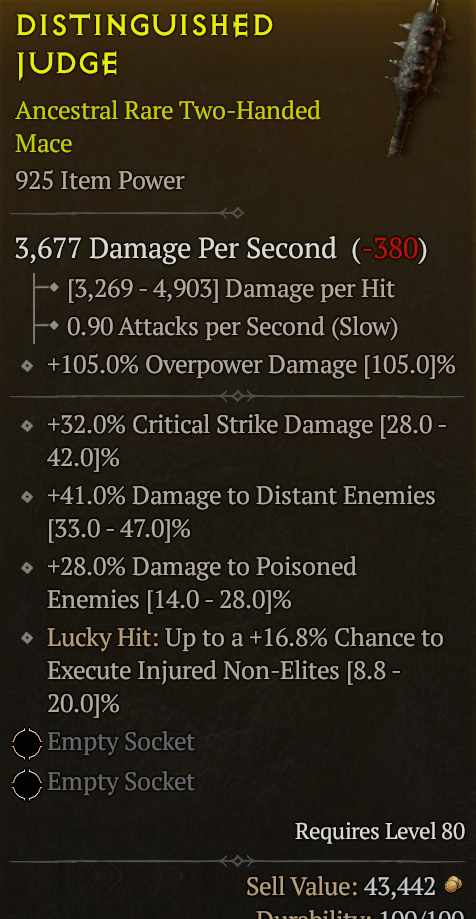 DISTINGUISHED
JUDGE
Ancestral Rare Two-Handed
Mace
925 Item Power
3,677 Damage Per Second (-380)
[3,269 - 4,903] Damage per Hit
0.90 Attacks per Second (Slow)
+105.0% Overpower Damage [105.0]%
+32.0% Critical Strike Damage [28.0 -
42.0]%
+41.0% Damage to Distant Enemies
[33.0 - 47.0]%
+28.0% Damage to Poisoned
Enemies [14.0 - 28.0]%
Lucky Hit: Up to a +16.8% Chance to
Execute Injured Non-Elites [8.8 -
20.0]%
Empty Socket
Empty Socket
Requires Level 80
Sell Value: 43,442
Durability: 100/100